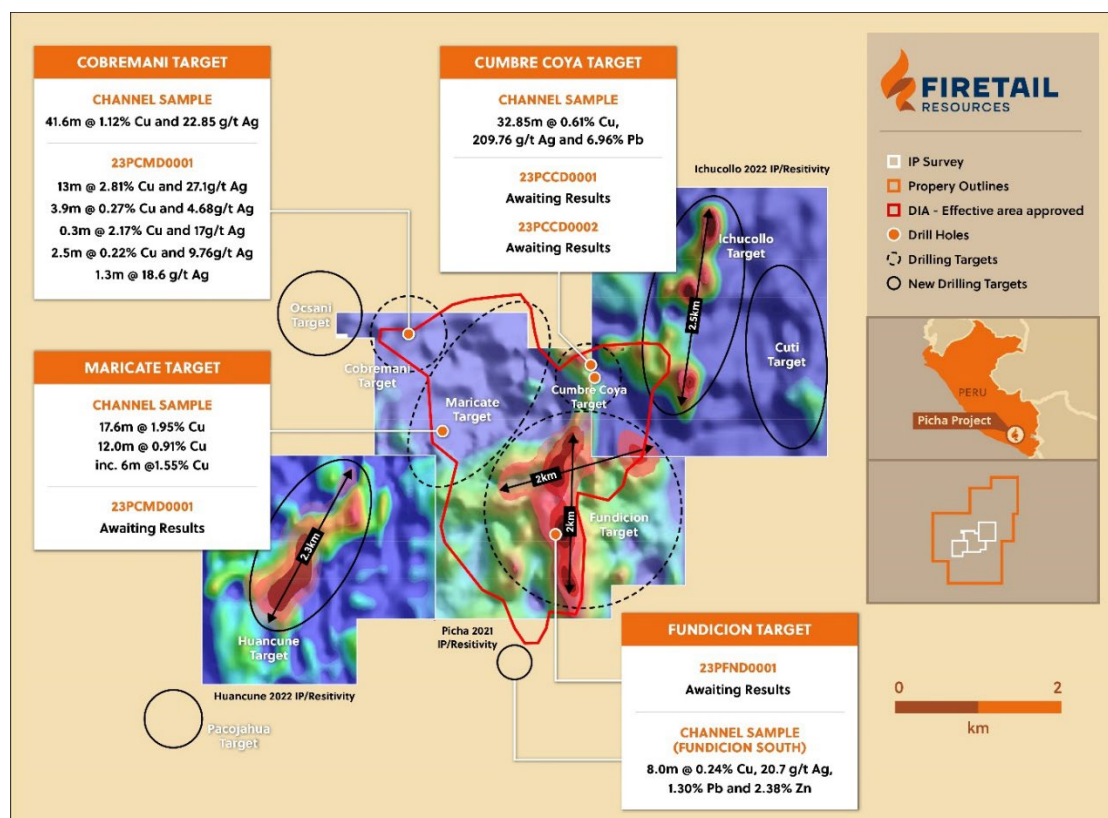 COBREMANI TARGET
CHANNEL SAMPLE
41.6m @ 1.12% Cu and 22.85 g/t Ag
23PCMD0001
13m @ 2.81% Cu and 27.1g/t Ag
3.9m @ 0.27% Cu and 4.68g/t Ag
0.3m @ 2.17% Cu and 17g/t Ag
2.5m @ 0.22% Cu and 9.76g/t Ag
1.3m @ 18.6 g/t Ag
CUMBRE COYA TARGET
CHANNEL SAMPLE
32.85m @ 0.61% Cu,
209.76 g/t Ag and 6.96% Pb
23PCCD0001
Awaiting Results
23PCCD0002
Awaiting Results
FIRETAIL
RESOURCES
IP Survey
Propery Outlines
DIA - Effective area approved
Drill Holes
Drilling Targets
New Drilling Targets
Ichucollo 2022 IP/Resitivity
Ichucollo
Target
2.5km
Cuti
Target
Ocsani
Target
Cobremani
Target
Maricate
Target
Cumbre Coya
Target
MARICATE TARGET
CHANNEL SAMPLE
17.6m @ 1.95% Cu
12.0m @ 0.91% Cu
inc. 6m @1.55% Cu
23PCMD0001
Awaiting Results
PERU
Picha Project
2km
2km
Fundicion
Target
2.3km
Huancune
Target
Picha 2021
IP/Resitivity
Huancune 2022 IP/Resitivity
Pacojahua
Target
FUNDICION TARGET
23PFND0001
Awaiting Results
CHANNEL SAMPLE
(FUNDICION SOUTH)
8.0m @ 0.24% Cu, 20.7 g/t Ag,
1.30% Pb and 2.38% Zn
0 2
km